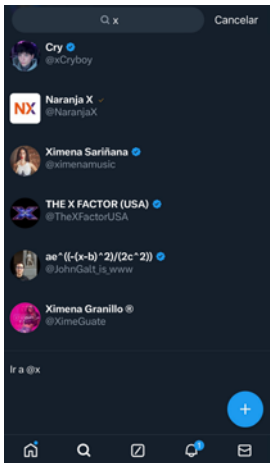 x
Cancelar
Cry
@xCryboy
NX
Naranja X
@NaranjaX
Ximena Sariñana
@ximenamusic
THE X FACTOR (USA)
@TheXFactorUSA
ae^((-(x-b)^2)/(2c^2))
@JohnGalt_is_www
Ximena Granillo ®
@XimeGuate
Ir a @x
1